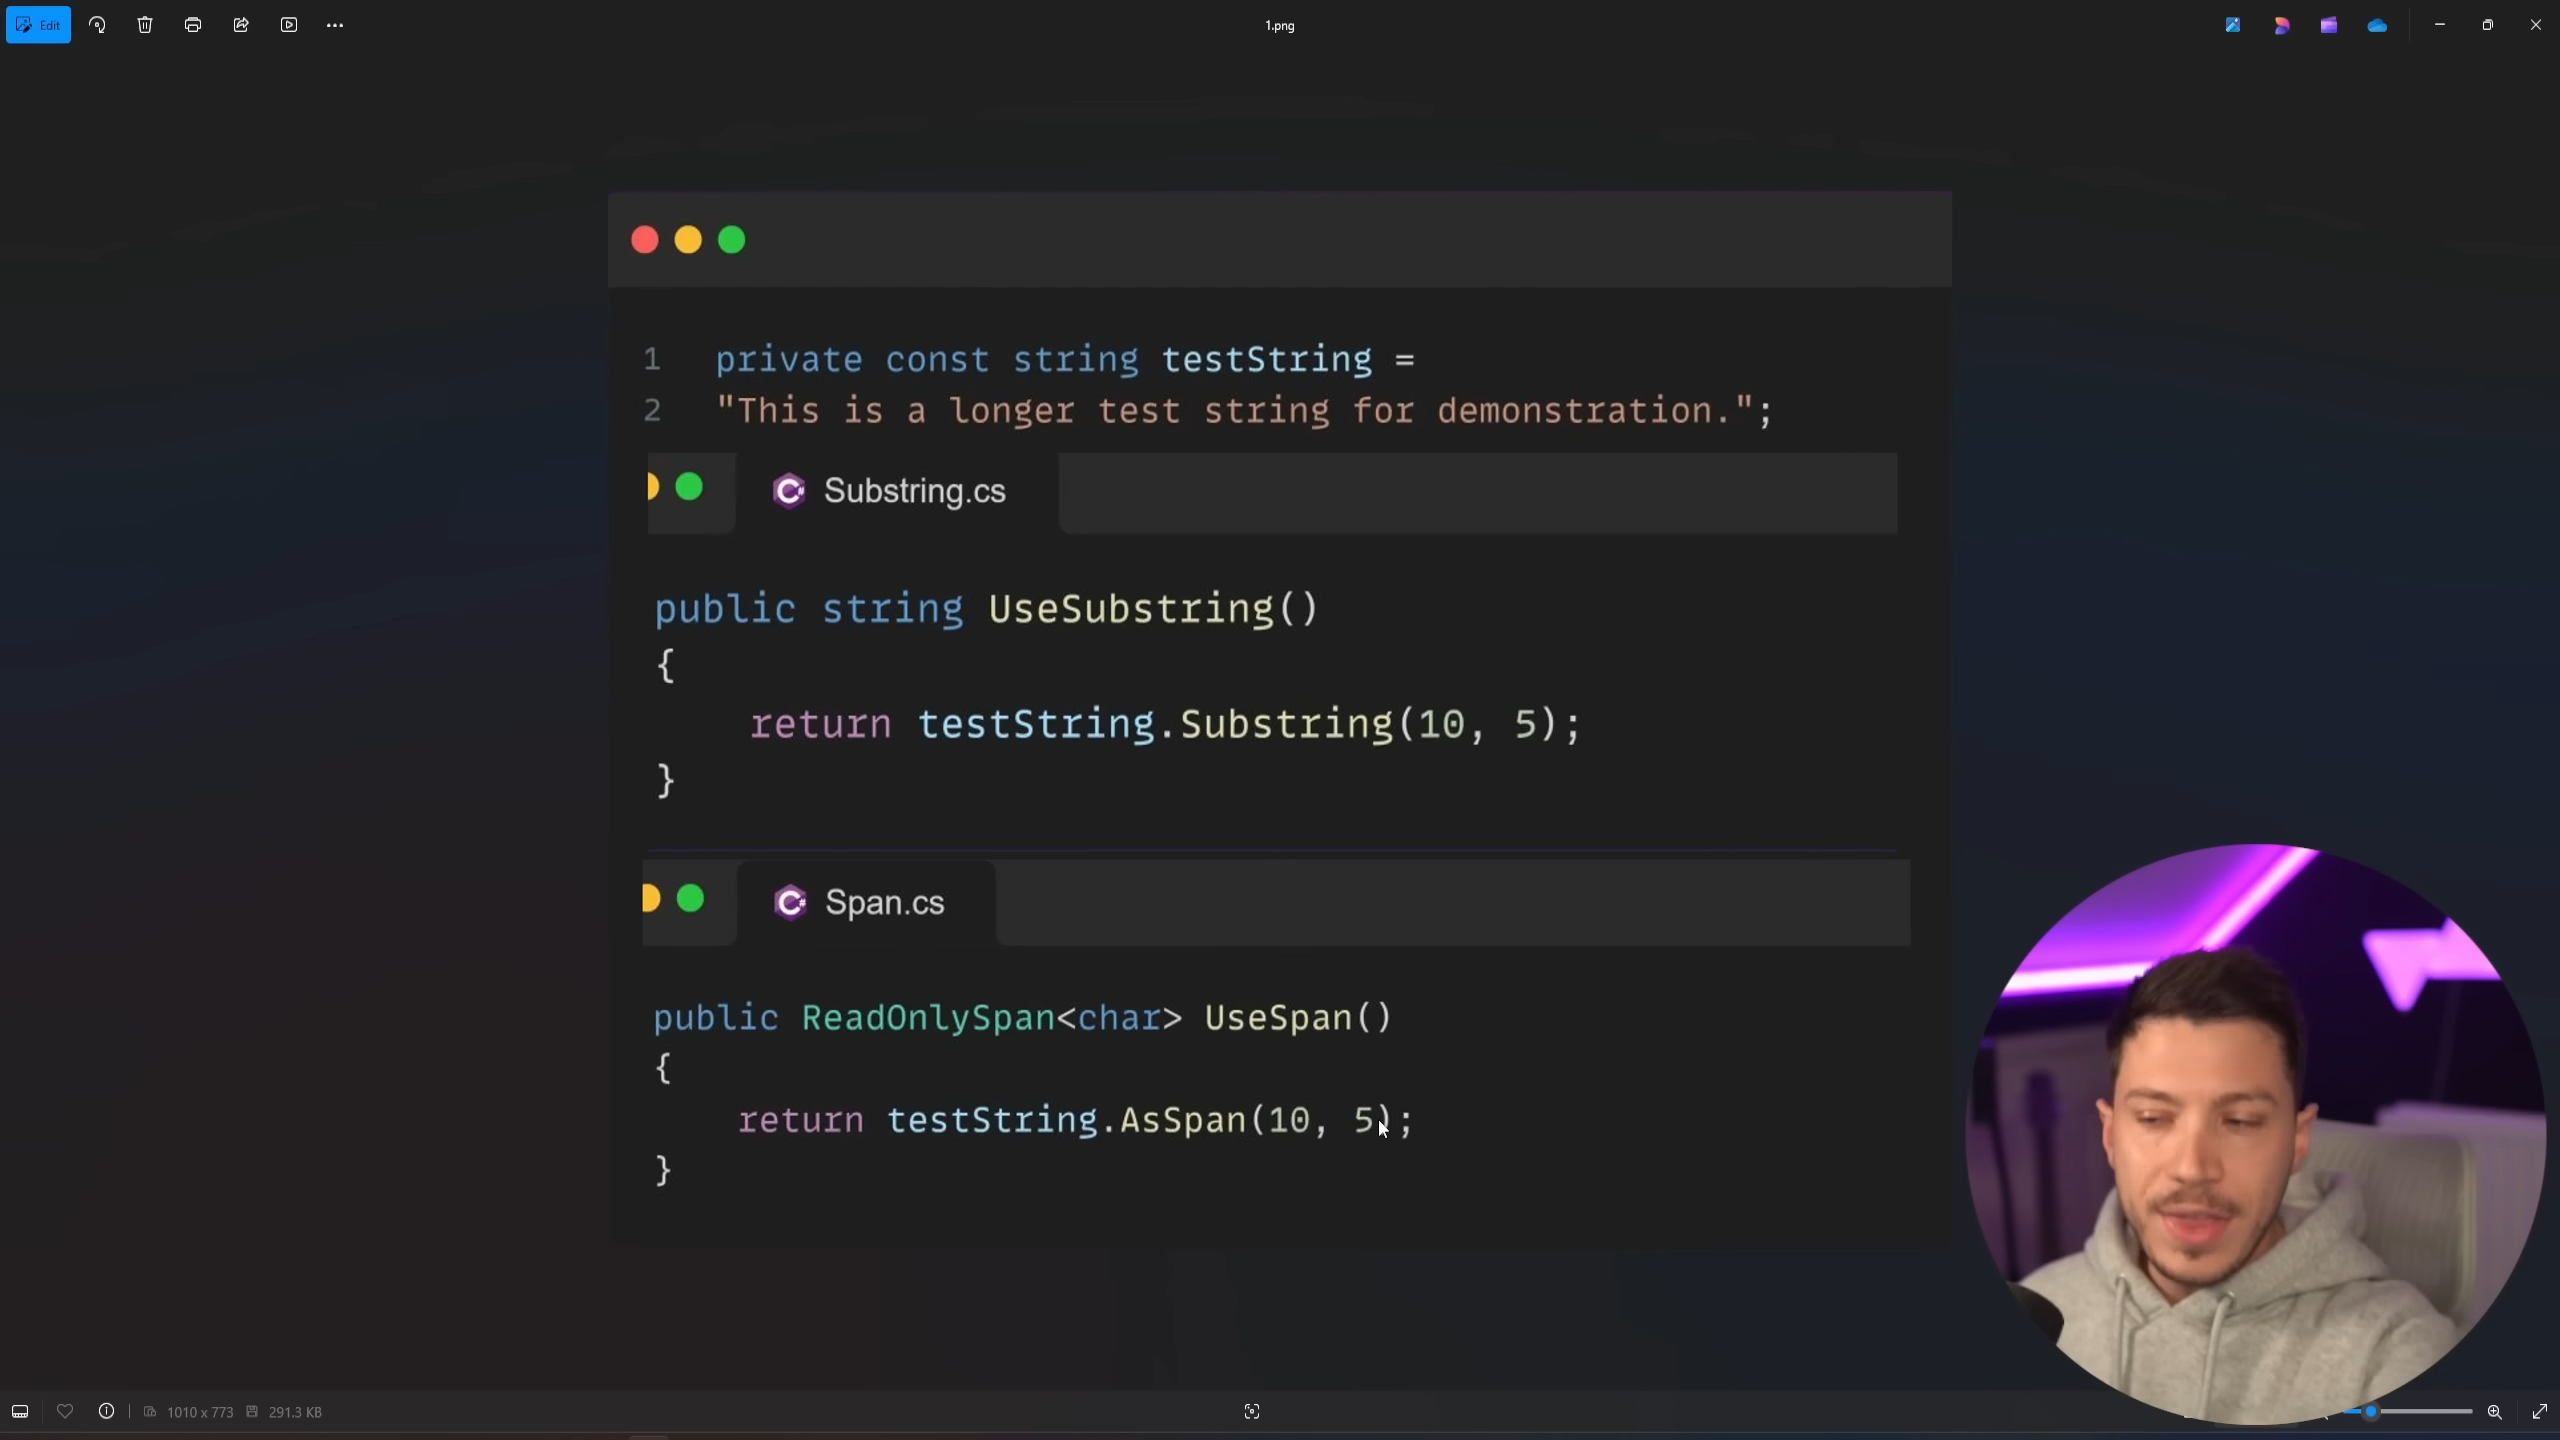 Edit
1.png
1 private const string testString =
2 "This is a longer test string for demonstration.";
Substring.cs
public string UseSubstring()
{
return testString.Substring(10, 5);
}
Span.cs
public ReadOnlySpan<char> UseSpan()
{
return testString.AsSpan(10, 5);
}
1010 x 773 291.3 KB